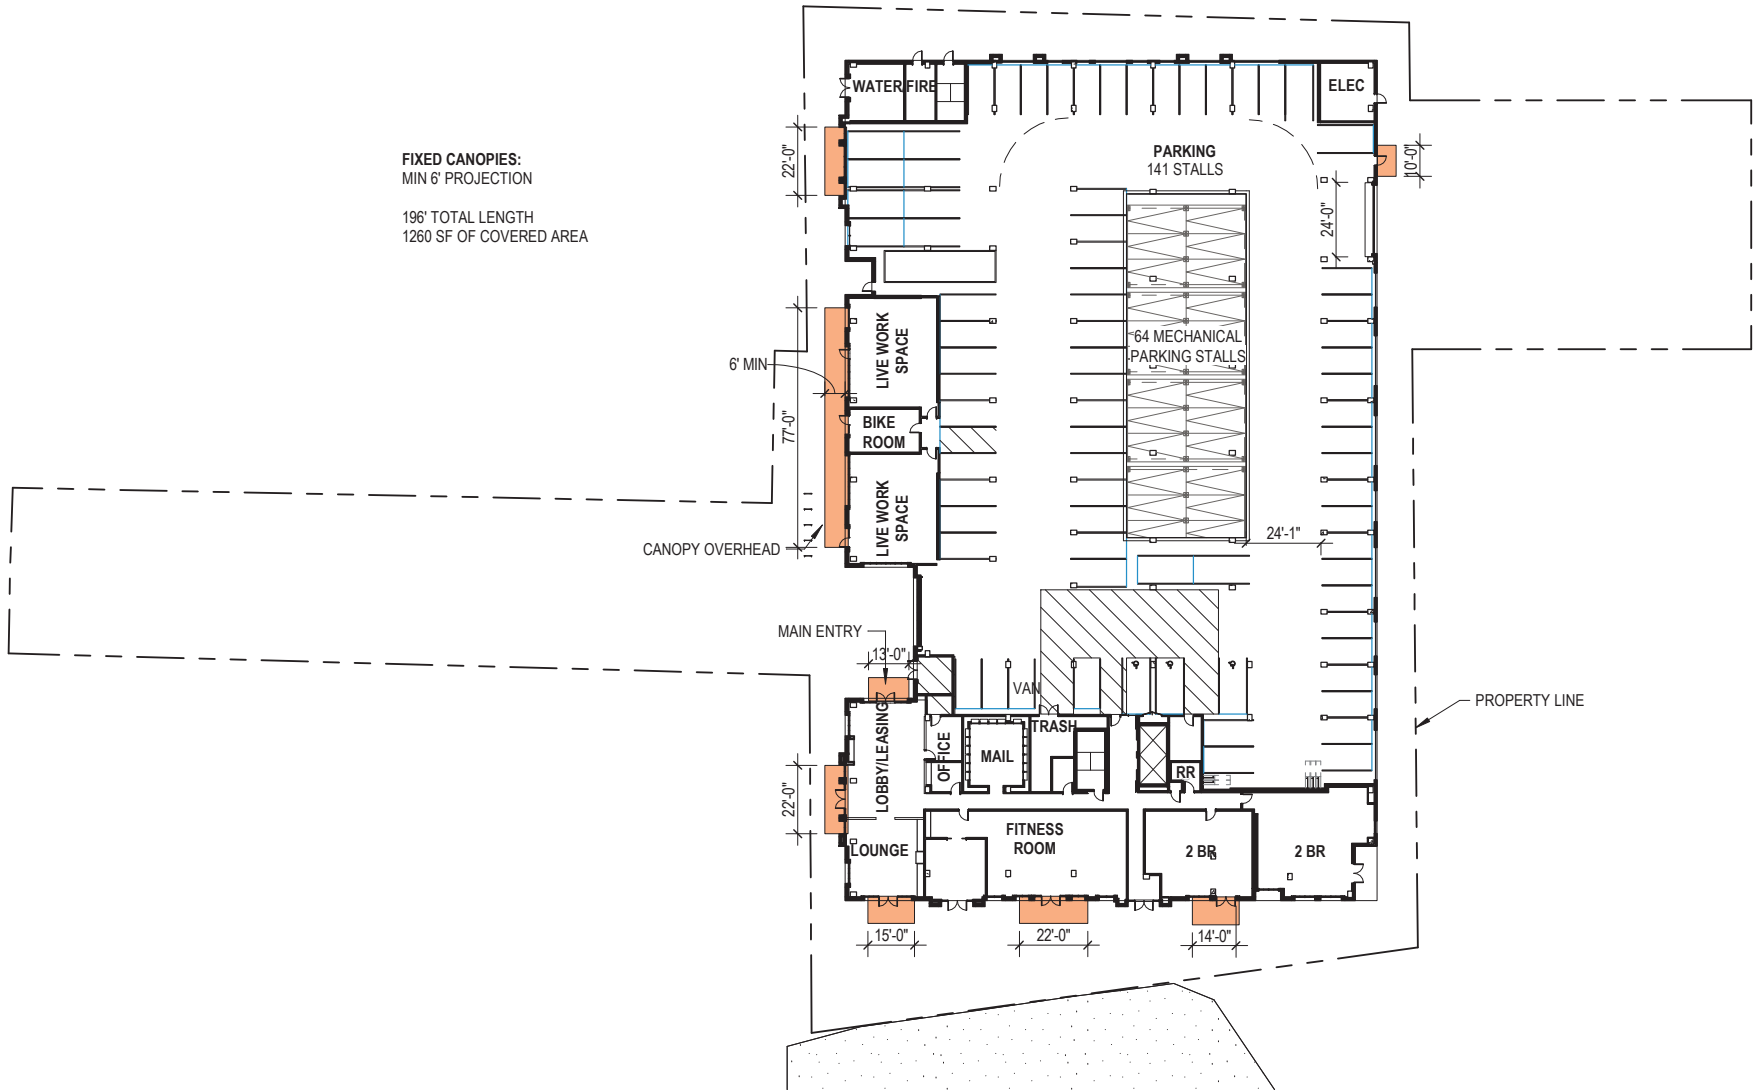 WATER
FIRE
ELEC
FIXED CANOPIES:
MIN 6' PROJECTION
196' TOTAL LENGTH
1260 SF OF COVERED AREA
22'-0"
PARKING
141 STALLS
10'-0"
24'-0"
LIVE WORK
SPACE
64 MECHANICAL
PARKING STALLS
6' MIN
77'-0"
BIKE
ROOM
LIVE WORK
SPACE
CANOPY OVERHEAD
24'-1"
MAIN ENTRY
13'-0"
VAN
PROPERTY LINE
LOBBY/LEASING
OFFICE
MAIL
TRASH
RR
22'-0"
LOUNGE
FITNESS
ROOM
2 BR
2 BR
15'-0"
22'-0"
14'-0"